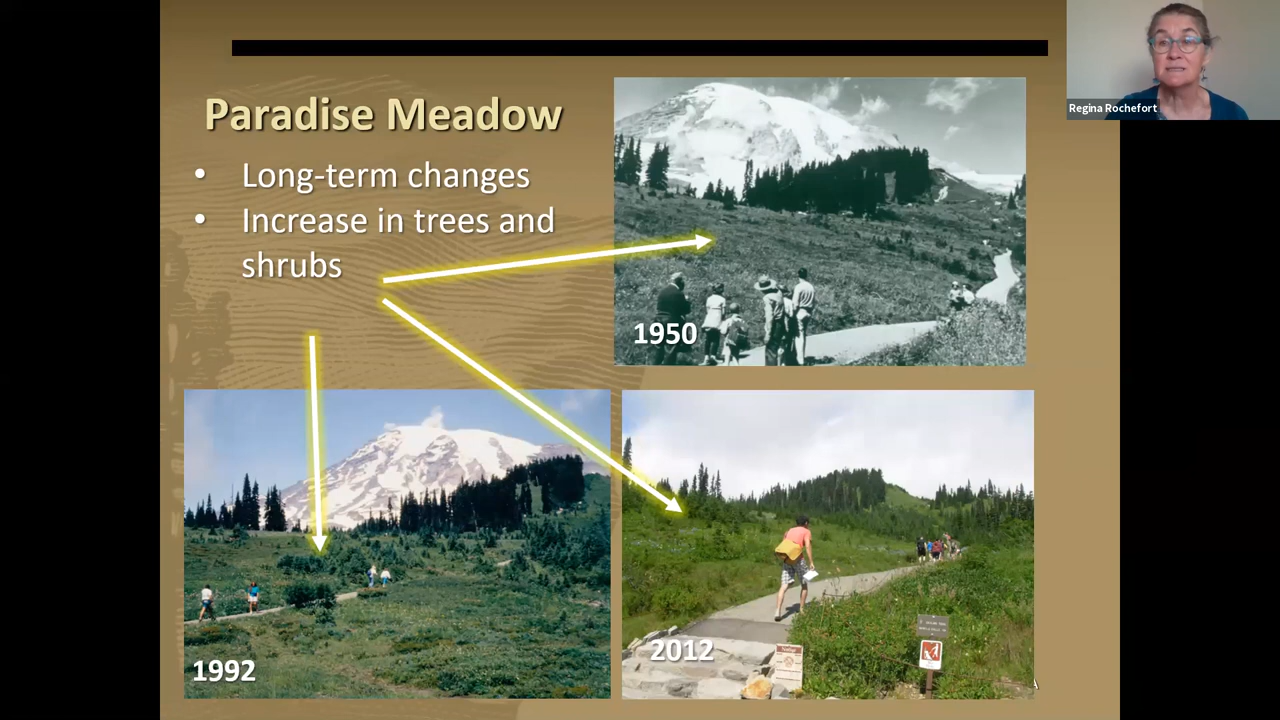 Paradise Meadow
• Long-term changes
• Increase in trees and
shrubs
1950
1992
2012
Regina Rochefort